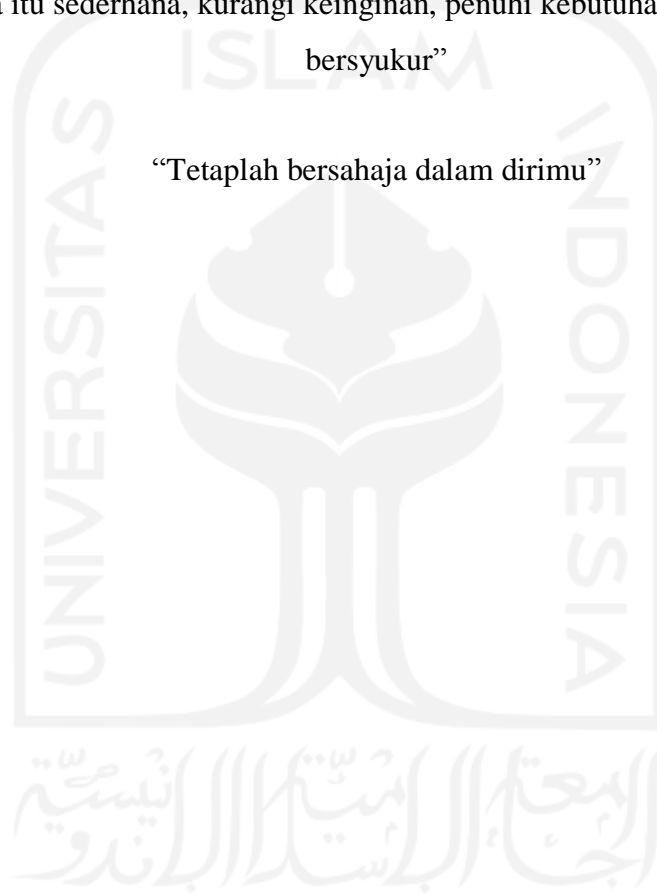 itu sederhana, kurangi keinginan, penuhi
bersyukur”
“Tetaplah bersahaja dalam dirimu”
ISLAM
UNIVERSITAS
INDONESIA